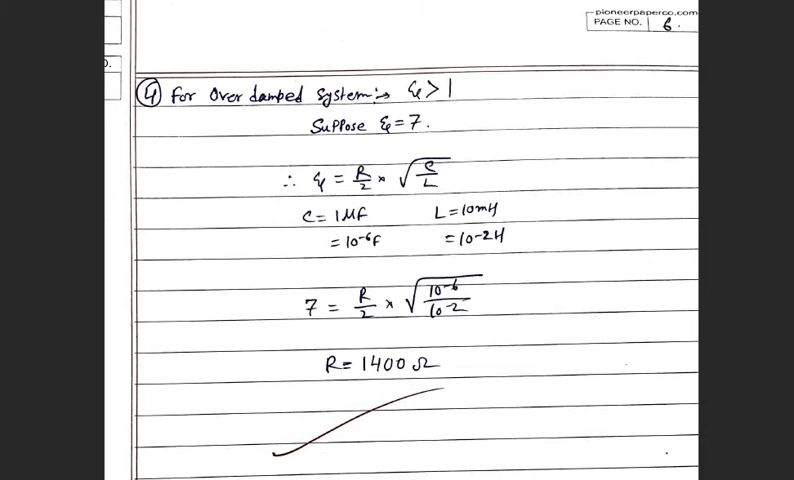 pioneerpaperco.com
PAGE NO. 6.
④ For Over damped System:→ ξ > 1
Suppose ξ = 7.
∴ ξ = R/2 × √(C/L)
C = 1μF L = 10mH
= 10-6F = 10-2H
7 = R/2 × √(10-6/10-2)
R = 1400 Ω